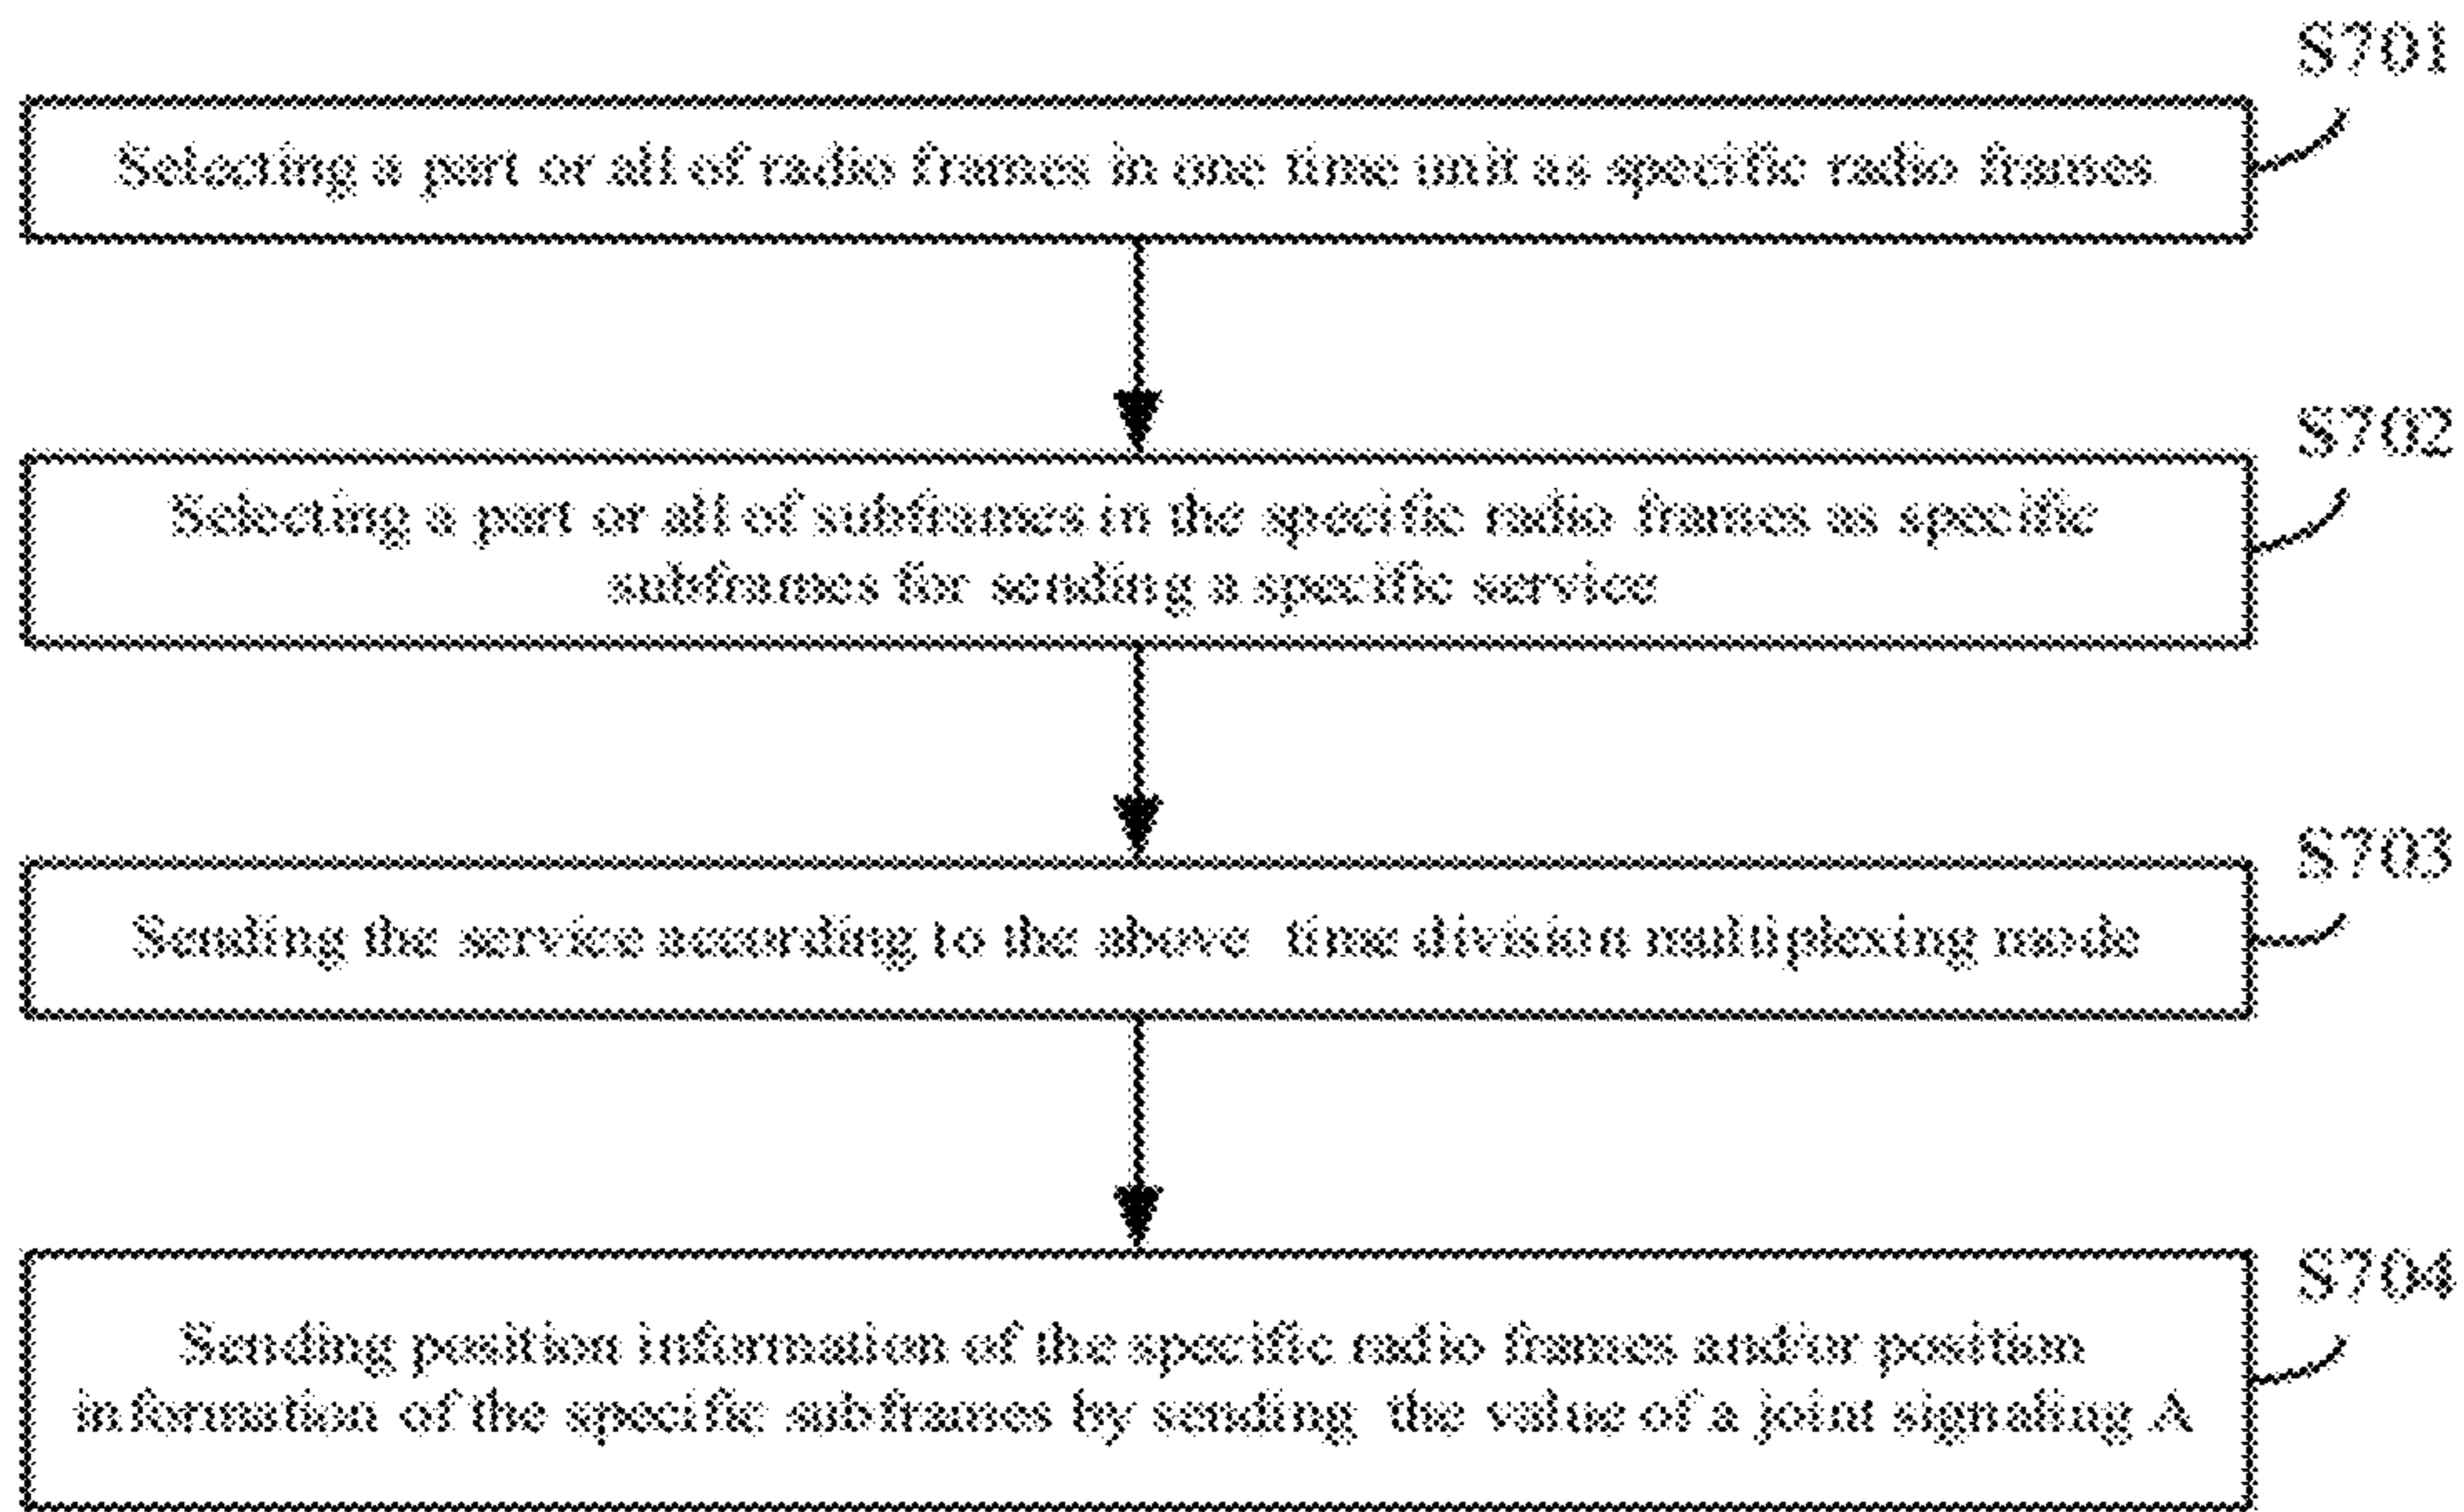 S701
Selecting a part or all of radio frames in one time unit as specific radio frames
S702
Selecting a part or all of subframes in the specific radio frames as specific
subframes for sending a specific service
S703
Sending the service according to the above time division multiplexing mode
S704
Sending position information of the specific radio frames and/or position
information of the specific subframes by sending the value of a joint signaling A